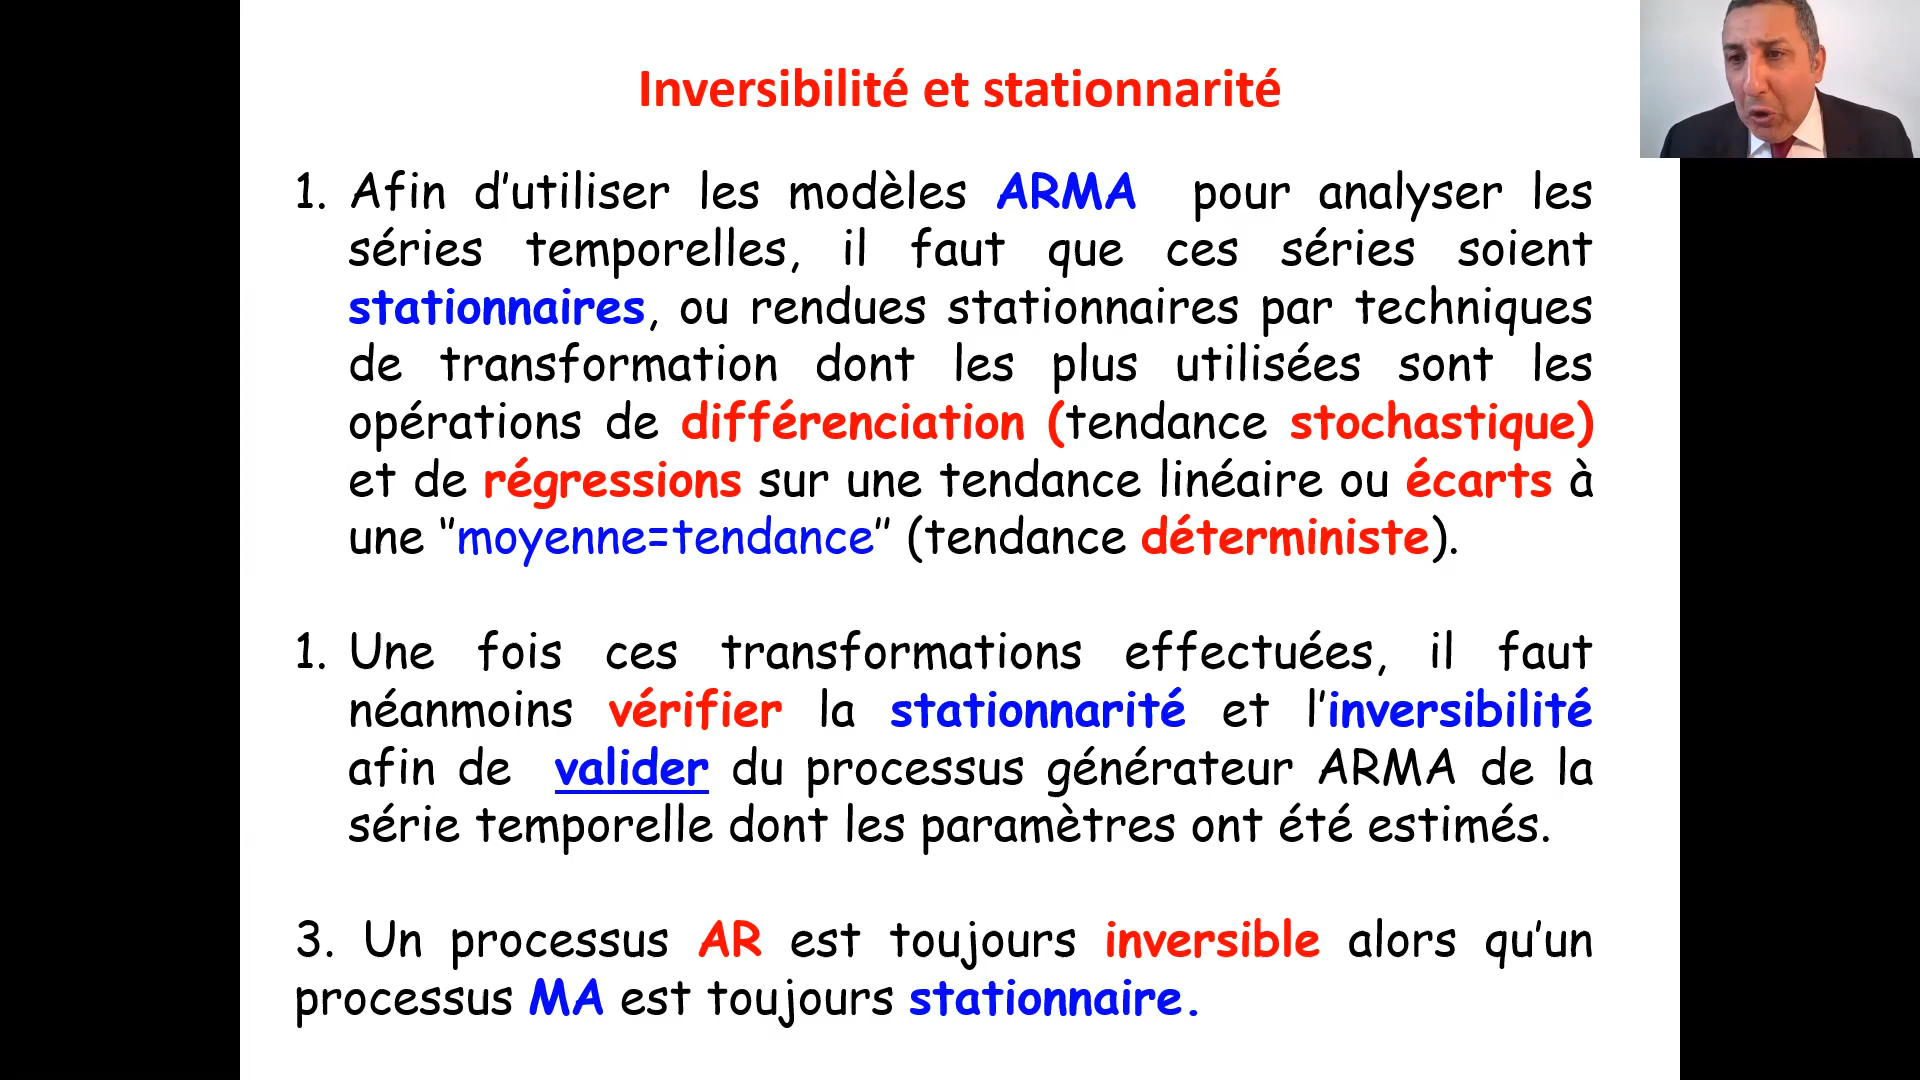 Inversibilité et stationnarité
1. Afin d’utiliser les modèles ARMA pour analyser les
séries temporelles, il faut que ces séries soient
stationnaires, ou rendues stationnaires par techniques
de transformation dont les plus utilisées sont les
opérations de différenciation (tendance stochastique)
et de régressions sur une tendance linéaire ou écarts à
une “moyenne=tendance” (tendance déterministe).
1. Une fois ces transformations effectuées, il faut
néanmoins vérifier la stationnarité et l’inversibilité
afin de valider du processus générateur ARMA de la
série temporelle dont les paramètres ont été estimés.
3. Un processus AR est toujours inversible alors qu’un
processus MA est toujours stationnaire.